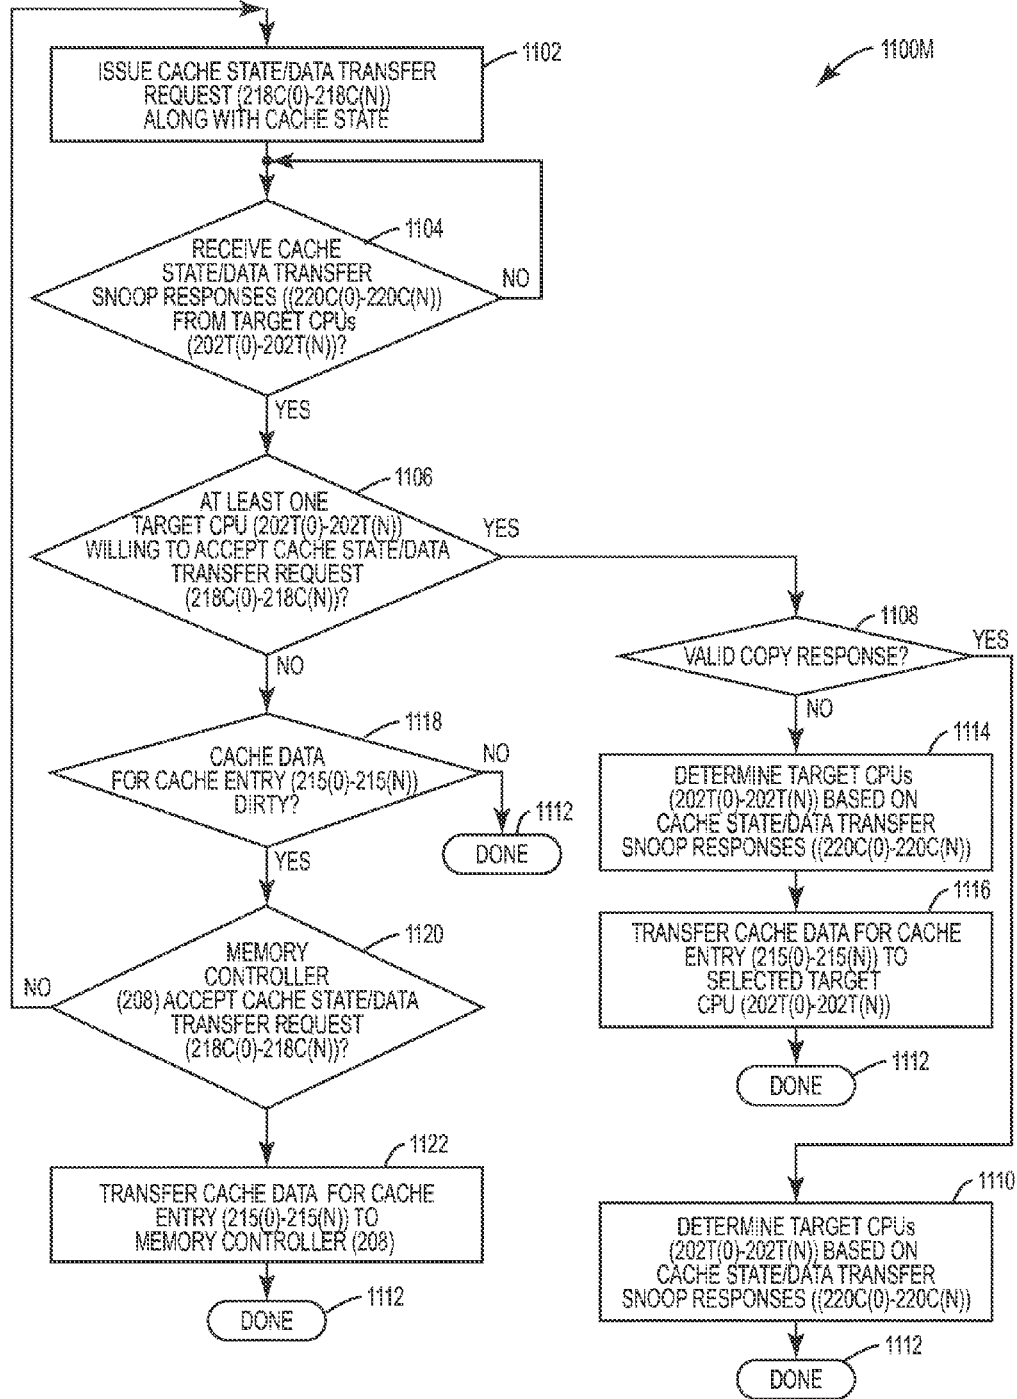 1100M
1102
ISSUE CACHE STATE/DATA TRANSFER
REQUEST (218C(0)-218C(N))
ALONG WITH CACHE STATE
1104
RECEIVE CACHE
STATE/DATA TRANSFER
SNOOP RESPONSES ((220C(0)-220C(N))
FROM TARGET CPUs
(202T(0)-202T(N))?
NO
YES
1106
AT LEAST ONE
TARGET CPU (202T(0)-202T(N))
WILLING TO ACCEPT CACHE STATE/DATA
TRANSFER REQUEST
(218C(0)-218C(N))?
YES
NO
1108
VALID COPY RESPONSE?
YES
NO
1118
CACHE DATA
FOR CACHE ENTRY (215(0)-215(N))
DIRTY?
NO
1112
DONE
YES
1114
DETERMINE TARGET CPUs
(202T(0)-202T(N)) BASED ON
CACHE STATE/DATA TRANSFER
SNOOP RESPONSES ((220C(0)-220C(N))
1116
TRANSFER CACHE DATA FOR CACHE
ENTRY (215(0)-215(N)) TO
SELECTED TARGET
CPU (202T(0)-202T(N))
1112
DONE
1120
MEMORY
CONTROLLER
(208) ACCEPT CACHE STATE/DATA
TRANSFER REQUEST
(218C(0)-218C(N))?
NO
1122
TRANSFER CACHE DATA FOR CACHE
ENTRY (215(0)-215(N)) TO
MEMORY CONTROLLER (208)
1112
DONE
1110
DETERMINE TARGET CPUs
(202T(0)-202T(N)) BASED ON
CACHE STATE/DATA TRANSFER
SNOOP RESPONSES ((220C(0)-220C(N))
1112
DONE